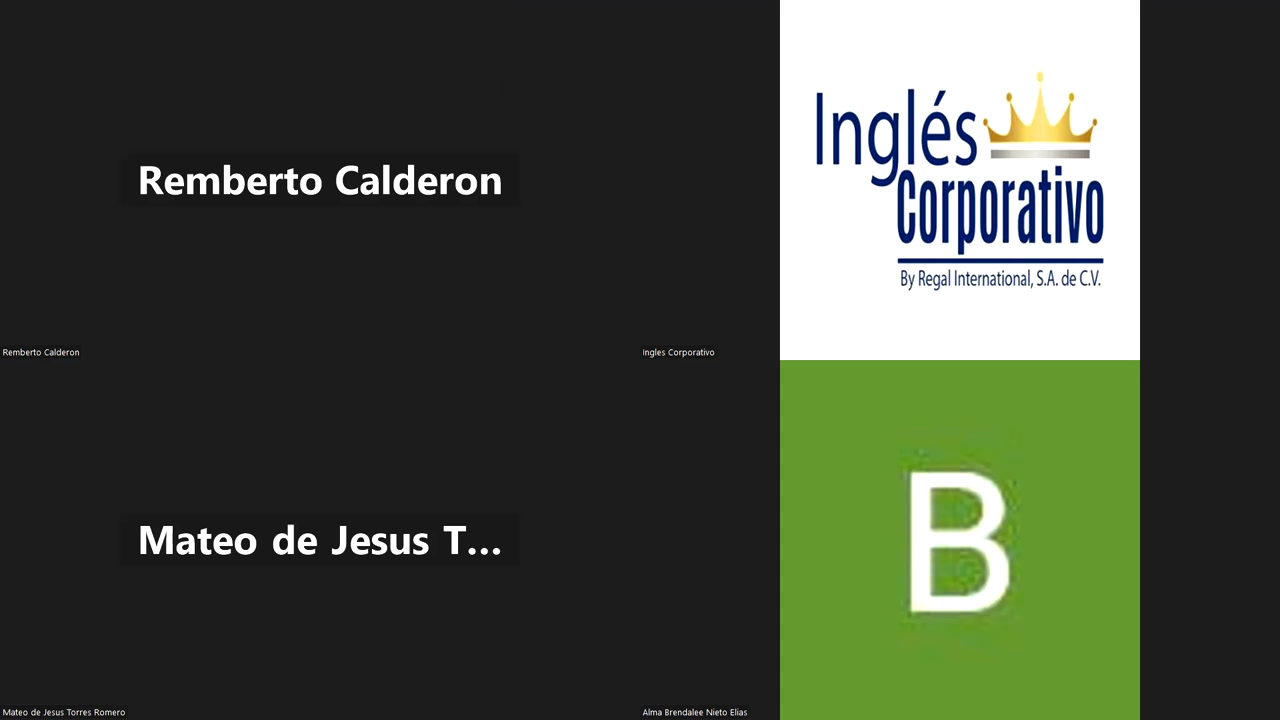 Remberto Calderon
Remberto Calderon
Inglés
Corporativo
By Regal International, S.A. de C.V.
Ingles Corporativo
Mateo de Jesus T...
Mateo de Jesus Torres Romero
B
Alma Brendalee Nieto Elias